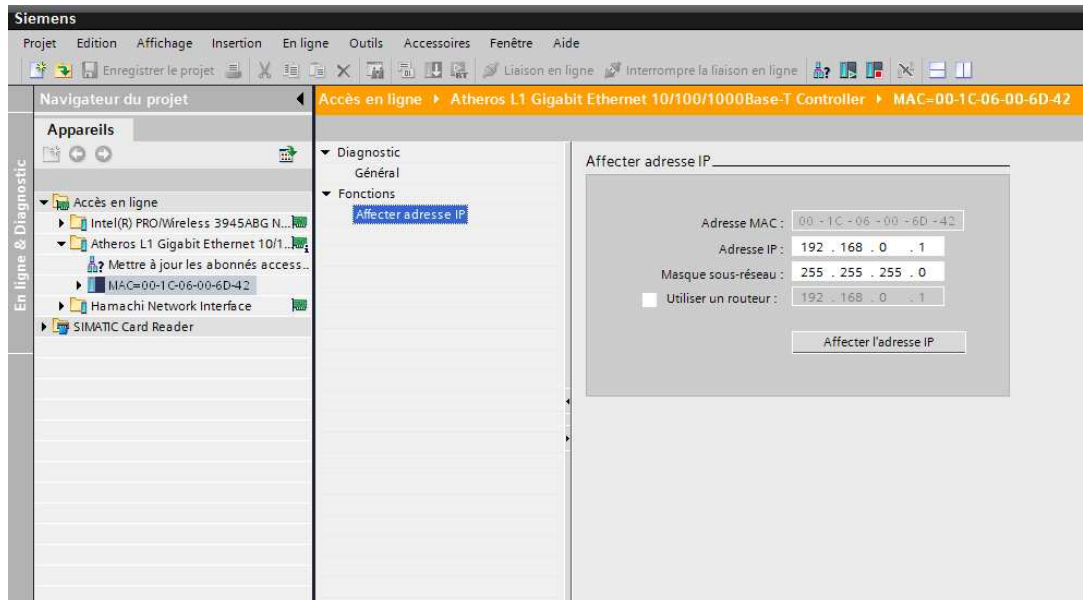 Siemens
Projet Edition Affichage Insertion En ligne Outils Accessoires Fenêtre Aide
Enregistrer le projet Liaison en ligne Interrompre la liaison en ligne
Navigateur du projet
Accès en ligne Atheros L1 Gigabit Ethernet 10/100/1000Base-T Controller MAC=00-1C-06-00-6D-42
En ligne & Diagnostic
Appareils
Accès en ligne
Intel(R) PRO/Wireless 3945ABG N...
Atheros L1 Gigabit Ethernet 10/1...
Mettre à jour les abonnés access..
MAC=00-1C-06-00-6D-42
Hamachi Network Interface
SIMATIC Card Reader
Diagnostic
Général
Fonctions
Affecter adresse IP
Affecter adresse IP
Adresse MAC : 00 -1C -06 -00 -6D -42
Adresse IP : 192 . 168 . 0 . 1
Masque sous-réseau : 255 . 255 . 255 . 0
Utiliser un routeur : 192 . 168 . 0 . 1
Affecter l'adresse IP